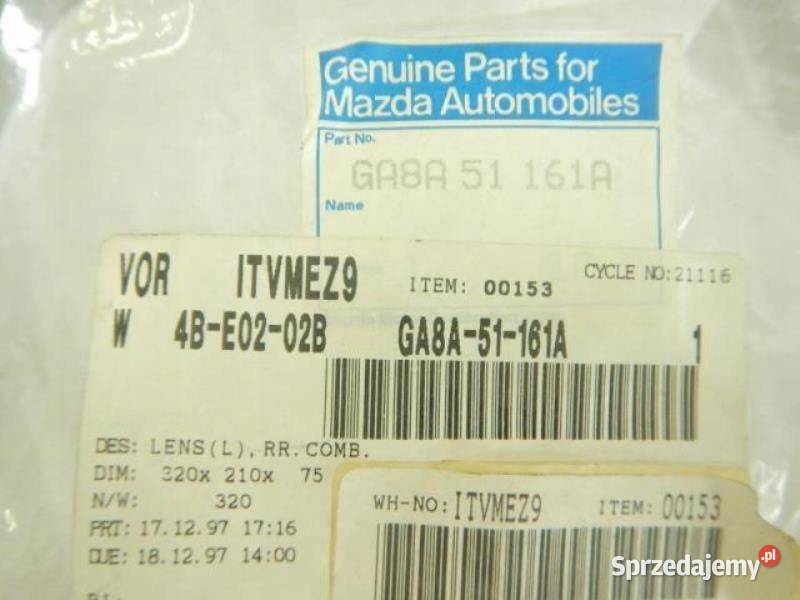 Genuine Parts for
Mazda Automobiles
Part No.
GA8A 51 161A
Name
VOR ITVMEZ9 ITEM: 00153 CYCLE NO:21116
W 4B-E02-02B GA8A-51-161A 1
DES: LENS(L), RR.COMB.
DIM: 320x 210x 75
N/W: 320
PRT: 17.12.97 17:16
DUE: 18.12.97 14:00
WH-NO: ITVMEZ9 ITEM: 00153
Sprzedajemy.pl